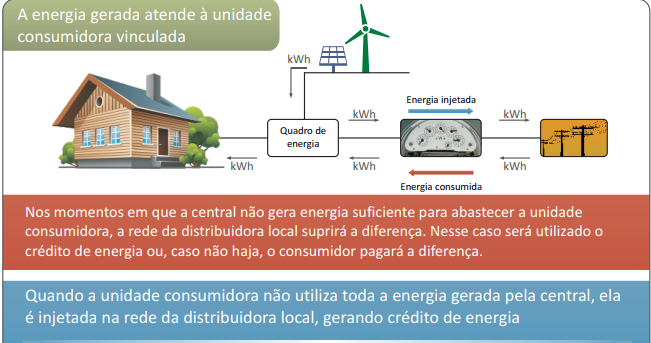 A energia gerada atende à unidade
consumidora vinculada
kWh
Energia injetada
kWh
kWh
Quadro de
energia
kWh
kWh
kWh
Energia consumida
Nos momentos em que a central não gera energia suficiente para abastecer a unidade
consumidora, a rede da distribuidora local suprirá a diferença. Nesse caso será utilizado o
crédito de energia ou, caso não haja, o consumidor pagará a diferença.
Quando a unidade consumidora não utiliza toda a energia gerada pela central, ela
é injetada na rede da distribuidora local, gerando crédito de energia